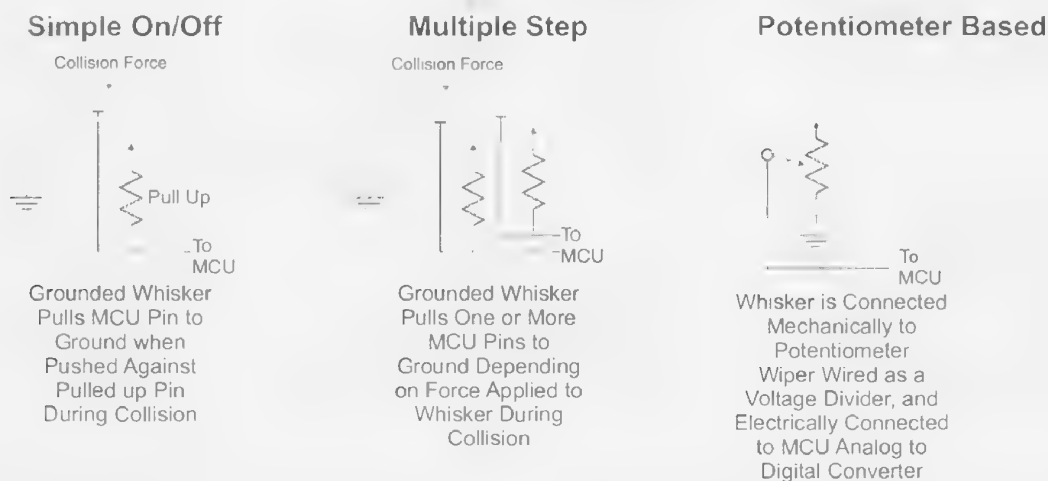 Simple On/Off
Collision Force
Pull Up
To
MCU
Grounded Whisker
Pulls MCU Pin to
Ground when
Pushed Against
Pulled up Pin
During Collision
Multiple Step
Collision Force
To
MCU
Grounded Whisker
Pulls One or More
MCU Pins to
Ground Depending
on Force Applied to
Whisker During
Collision
Potentiometer Based
To
MCU
Whisker is Connected
Mechanically to
Potentiometer
Wiper Wired as a
Voltage Divider, and
Electrically Connected
to MCU Analog to
Digital Converter